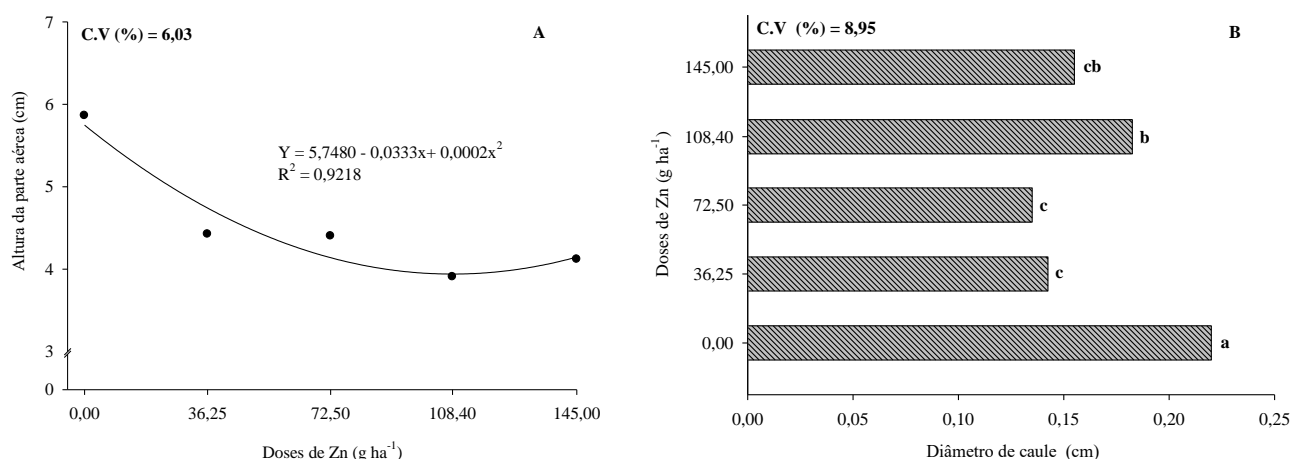 C.V (%) = 6,03
A
7
6
5
4
3
0
Altura da parte aérea (cm)
Y = 5,7480 - 0,0333x+ 0,0002x²
R² = 0,9218
0,00 36,25 72,50 108,40 145,00
Doses de Zn (g ha⁻¹)
C.V (%) = 8,95
B
Doses de Zn (g ha⁻¹)
145,00 cb
108,40 b
72,50 c
36,25 c
0,00 a
0,00 0,05 0,10 0,15 0,20 0,25
Diâmetro de caule (cm)